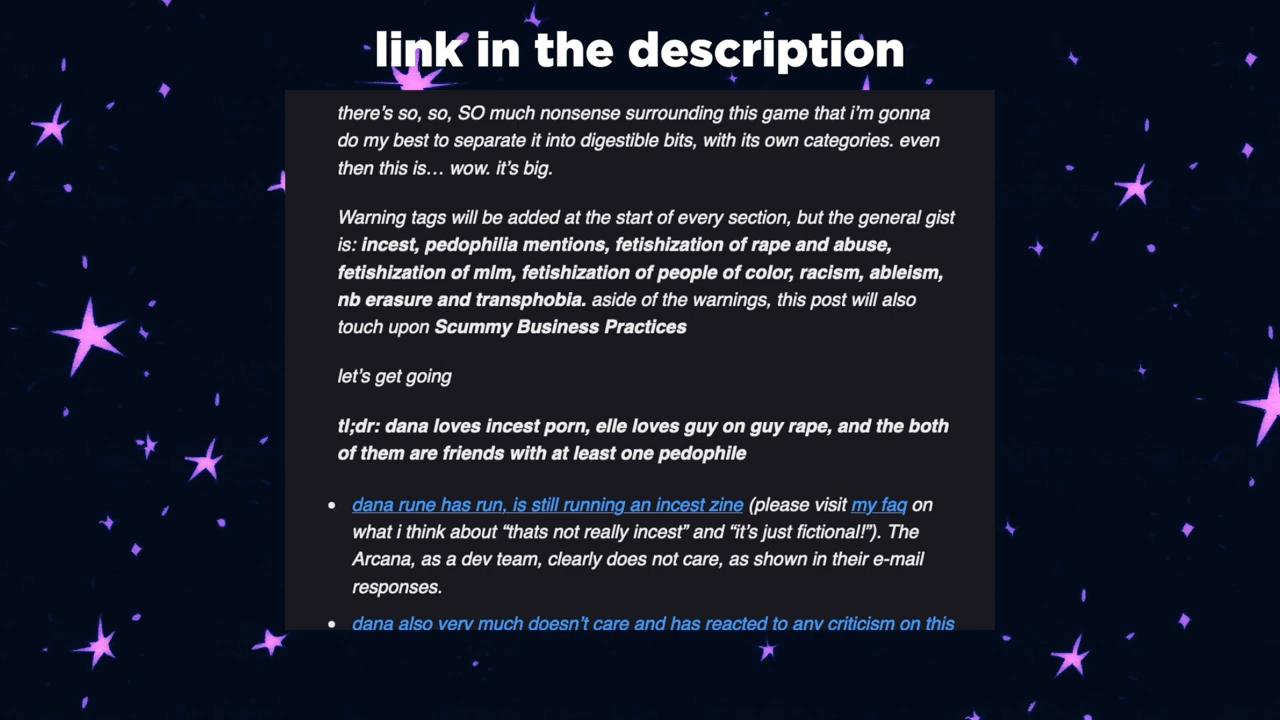 link in the description
there's so, so, SO much nonsense surrounding this game that i'm gonna
do my best to separate it into digestible bits, with its own categories. even
then this is... wow. it's big.
Warning tags will be added at the start of every section, but the general gist
is: incest, pedophilia mentions, fetishization of rape and abuse,
fetishization of mlm, fetishization of people of color, racism, ableism,
nb erasure and transphobia. aside of the warnings, this post will also
touch upon Scummy Business Practices
let's get going
tl;dr: dana loves incest porn, elle loves guy on guy rape, and the both
of them are friends with at least one pedophile
• dana rune has run, is still running an incest zine (please visit my faq on
what i think about “thats not really incest” and “it's just fictional!”). The
Arcana, as a dev team, clearly does not care, as shown in their e-mail
responses.
• dana also very much doesn't care and has reacted to any criticism on this